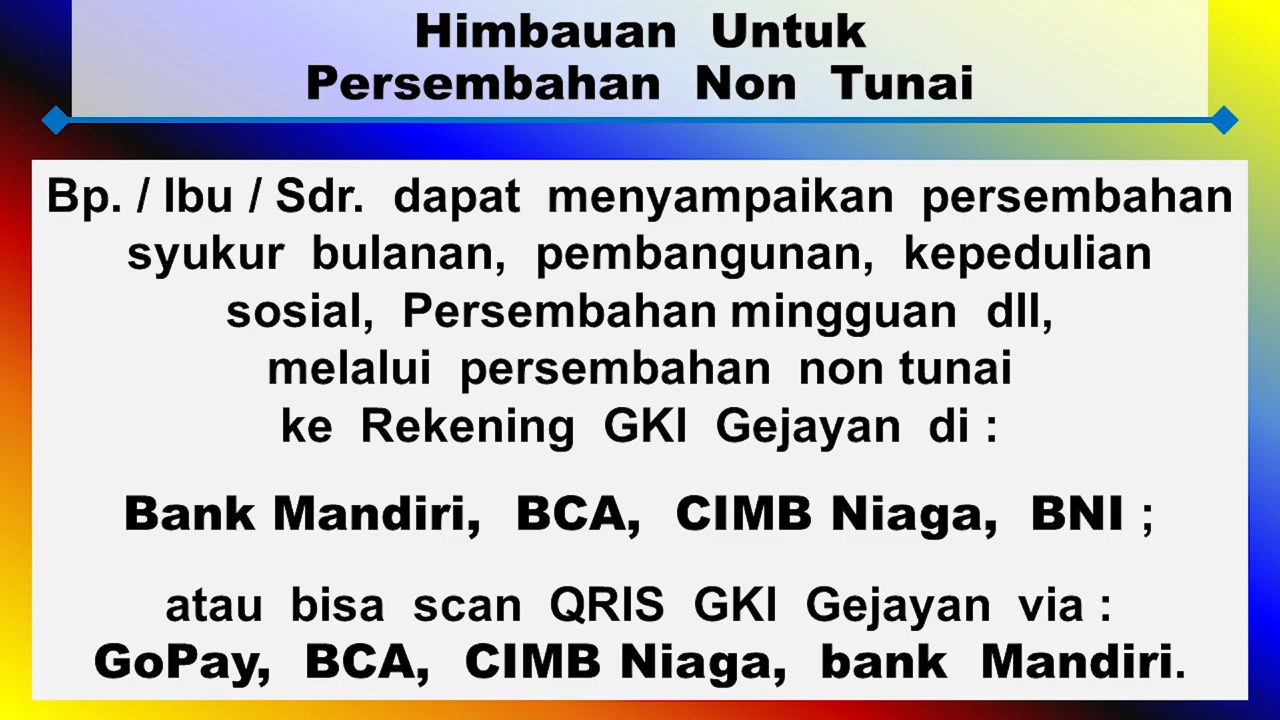 Himbauan Untuk
Persembahan Non Tunai
Bp. / Ibu / Sdr. dapat menyampaikan persembahan
syukur bulanan, pembangunan, kepedulian
sosial, Persembahan mingguan dll,
melalui persembahan non tunai
ke Rekening GKI Gejayan di :
Bank Mandiri, BCA, CIMB Niaga, BNI ;
atau bisa scan QRIS GKI Gejayan via :
GoPay, BCA, CIMB Niaga, bank Mandiri.